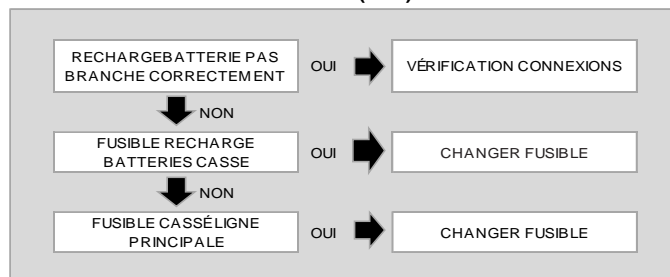 RECHARGEBATTERIE PAS
BRANCHE CORRECTEMENT
OUI
VÉRIFICATION CONNEXIONS
NON
FUSIBLE RECHARGE
BATTERIES CASSE
OUI
CHANGER FUSIBLE
NON
FUSIBLE CASSÉLIGNE
PRINCIPALE
OUI
CHANGER FUSIBLE